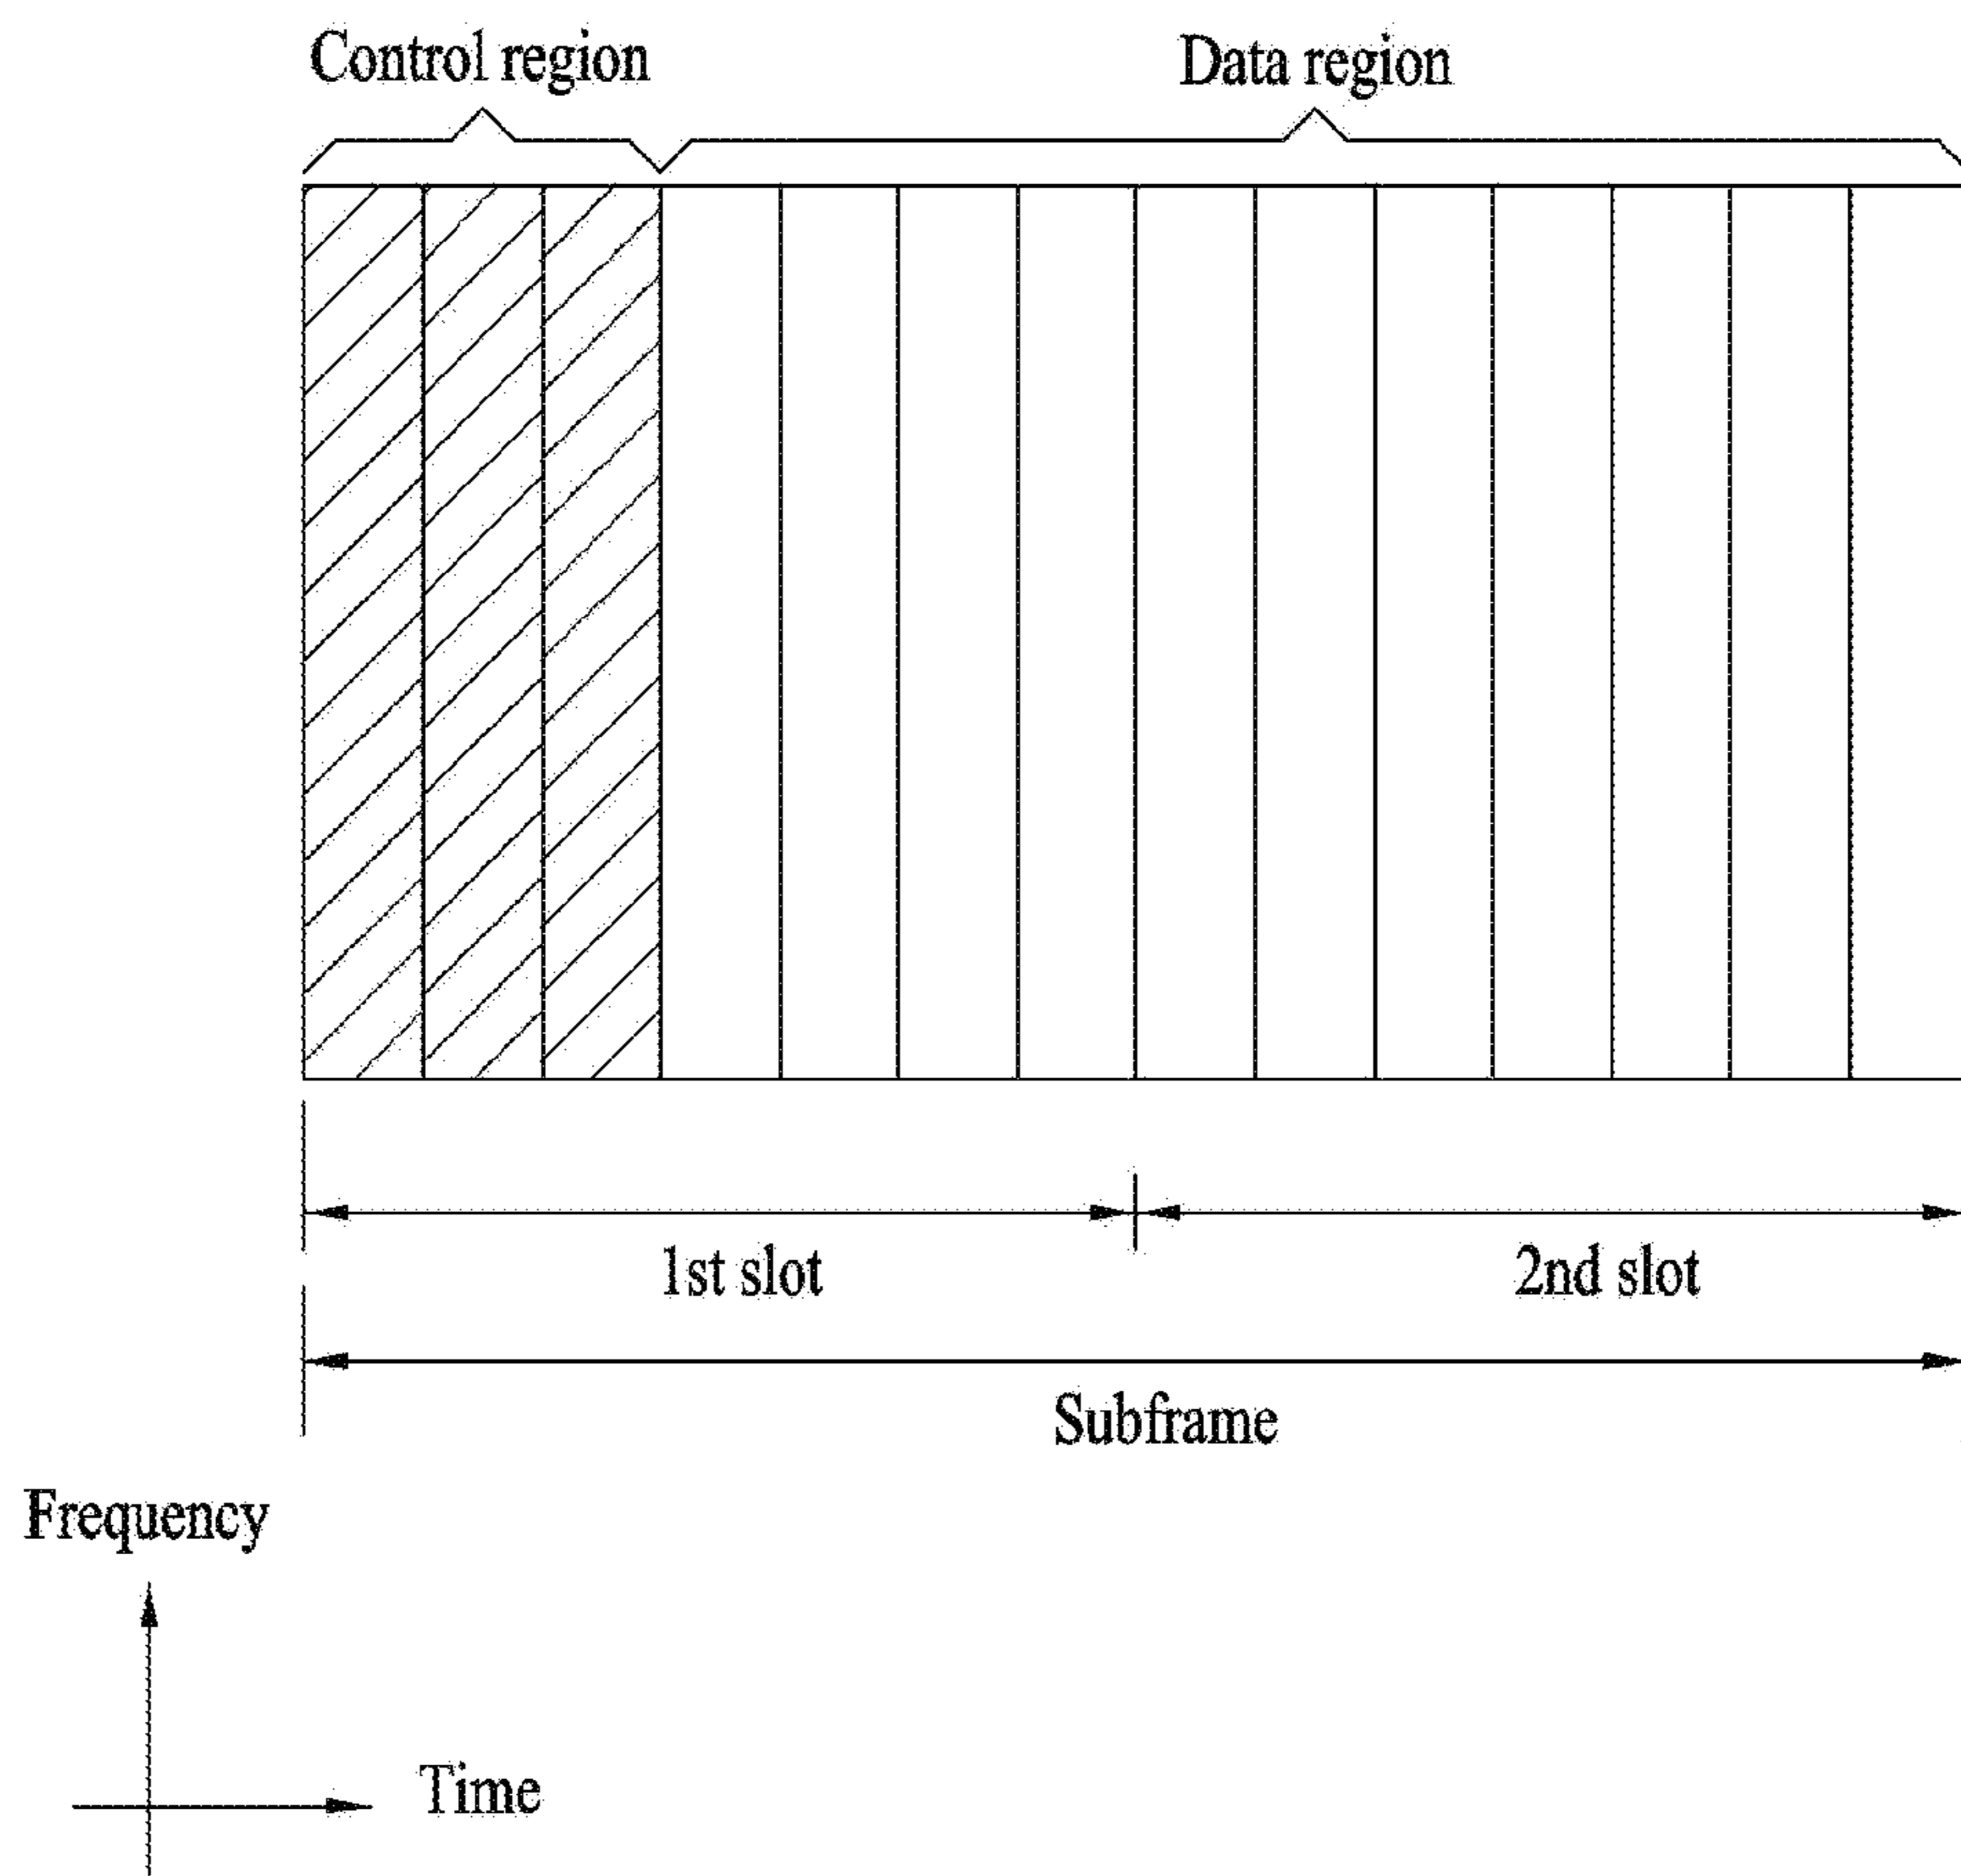 Control region
Data region
1st slot
2nd slot
Subframe
Frequency
Time